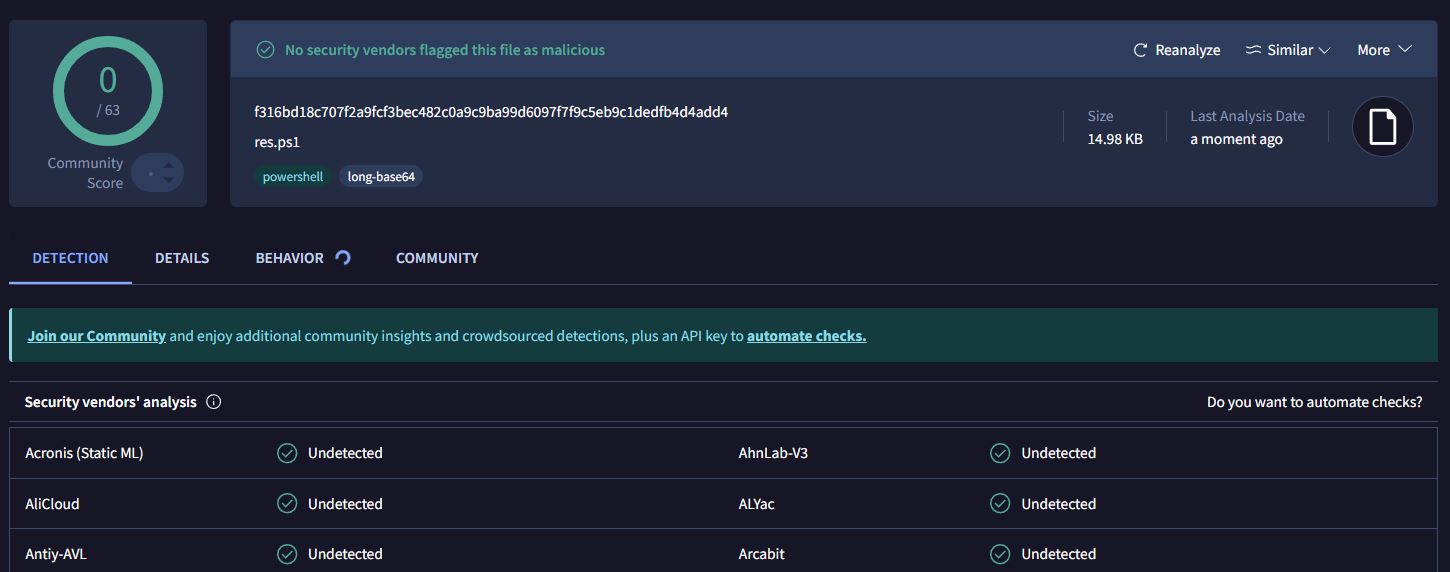 0
/ 63
Community
Score
No security vendors flagged this file as malicious
Reanalyze
Similar
More
f316bd18c707f2a9fcf3bec482c0a9c9ba99d6097f7f9c5eb9c1dedfb4d4add4
res.ps1
powershell
long-base64
Size
14.98 KB
Last Analysis Date
a moment ago
DETECTION
DETAILS
BEHAVIOR
COMMUNITY
Join our Community and enjoy additional community insights and crowdsourced detections, plus an API key to automate checks.
Security vendors' analysis
Do you want to automate checks?
Acronis (Static ML)
Undetected
AhnLab-V3
Undetected
AliCloud
Undetected
ALYac
Undetected
Antiy-AVL
Undetected
Arcabit
Undetected